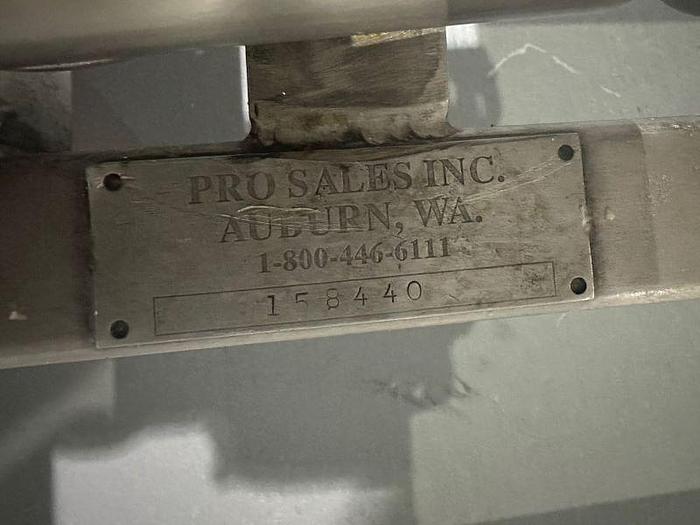 PRO SALES INC.
AUBURN, WA.
1-800-446-6111
158440